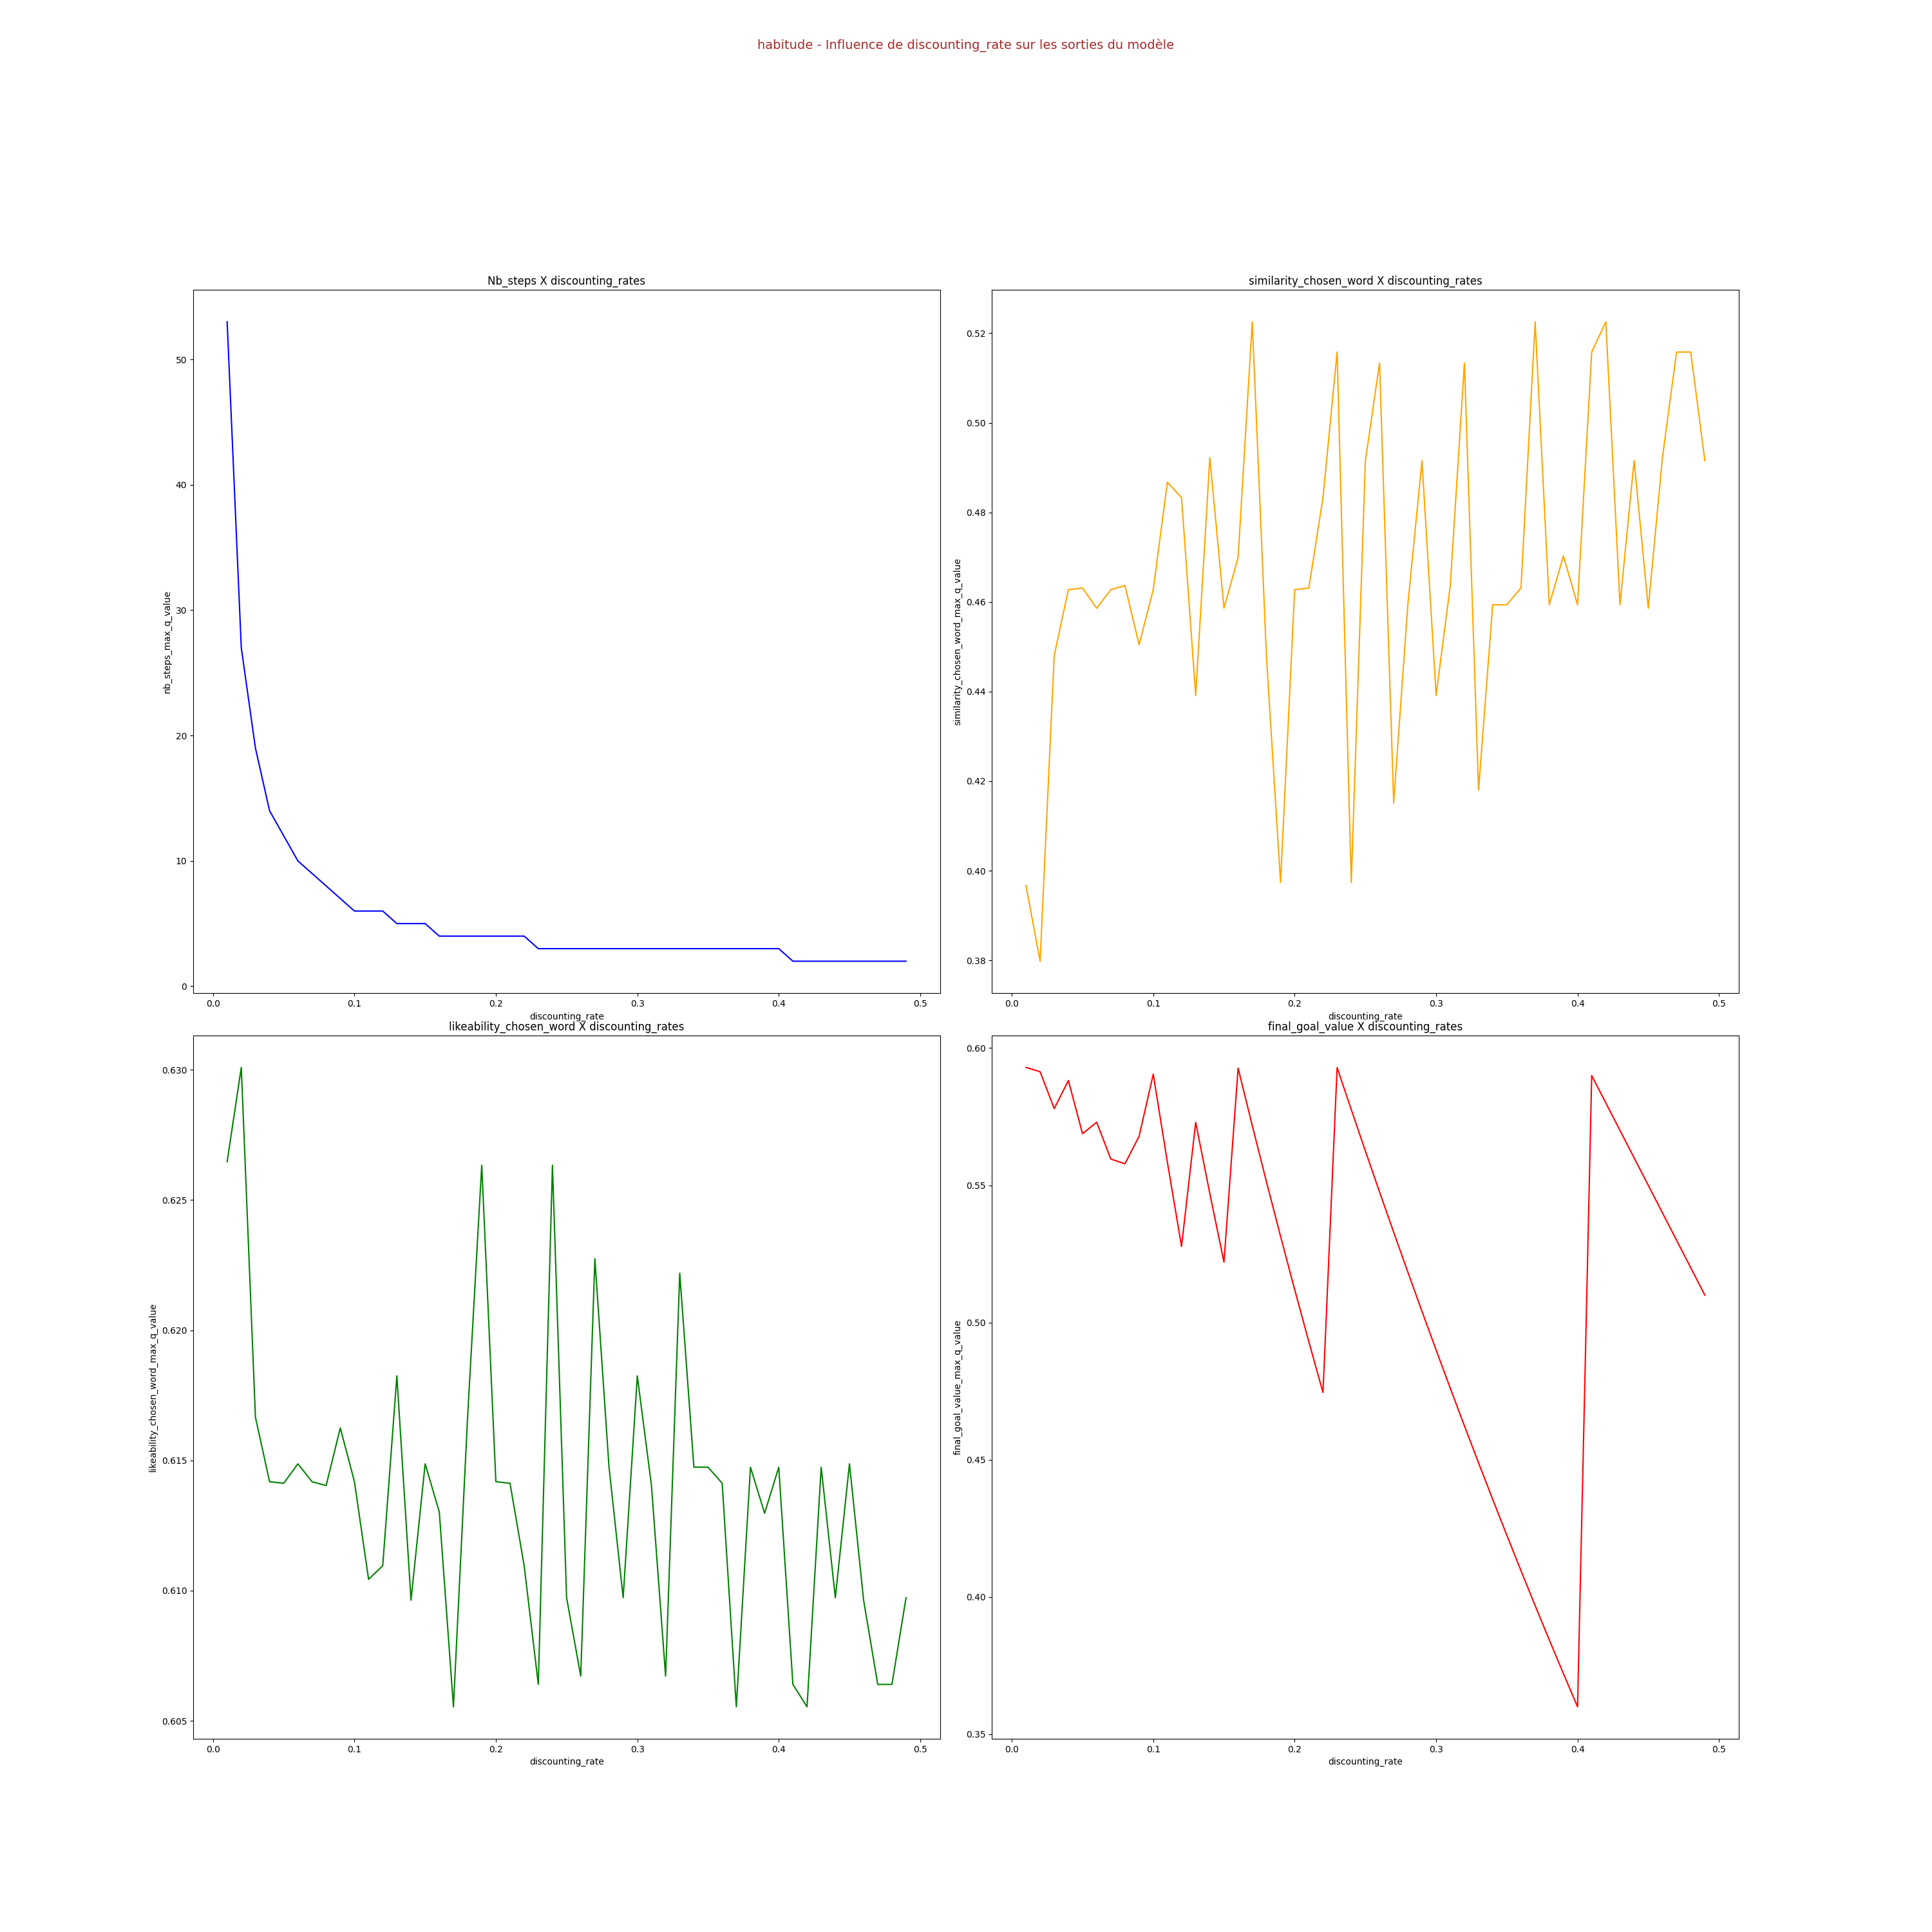 habitude - Influence de discounting_rate sur les sorties du modèle
Nb_steps X discounting_rates
nb_steps_max_q_value
50
40
30
20
10
0
0.0 0.1 0.2 0.3 0.4 0.5
discounting_rate
similarity_chosen_word X discounting_rates
similarity_chosen_word_max_q_value
0.52
0.50
0.48
0.46
0.44
0.42
0.40
0.38
0.0 0.1 0.2 0.3 0.4 0.5
discounting_rate
likeability_chosen_word X discounting_rates
likeability_chosen_word_max_q_value
0.630
0.625
0.620
0.615
0.610
0.605
0.0 0.1 0.2 0.3 0.4 0.5
discounting_rate
final_goal_value X discounting_rates
final_goal_value_max_q_value
0.60
0.55
0.50
0.45
0.40
0.35
0.0 0.1 0.2 0.3 0.4 0.5
discounting_rate